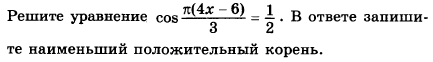 Решите уравнение cos π(4x − 6)/3 = 1/2 . В ответе запиши-
те наименьший положительный корень.